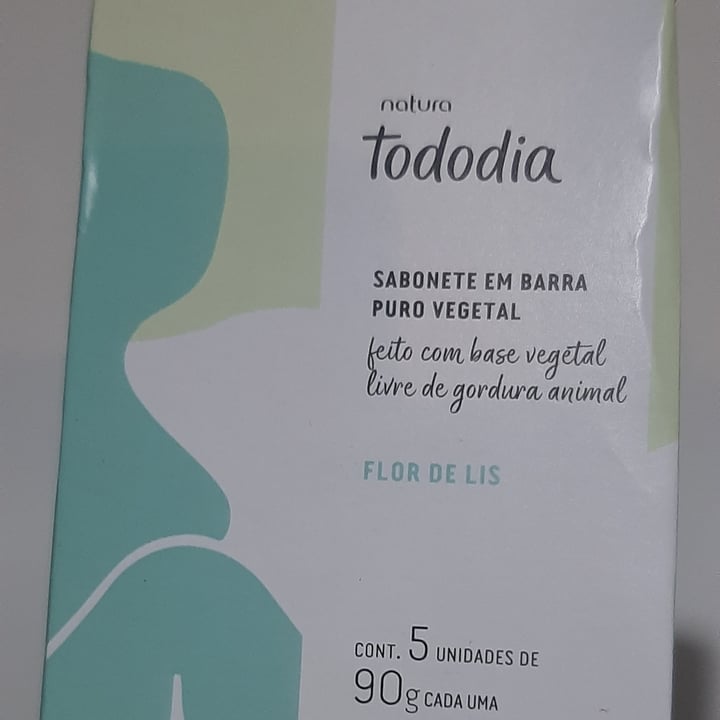 natura
tododia
SABONETE EM BARRA
PURO VEGETAL
feito com base vegetal
livre de gordura animal
FLOR DE LIS
CONT. 5 UNIDADES DE
90g CADA UMA